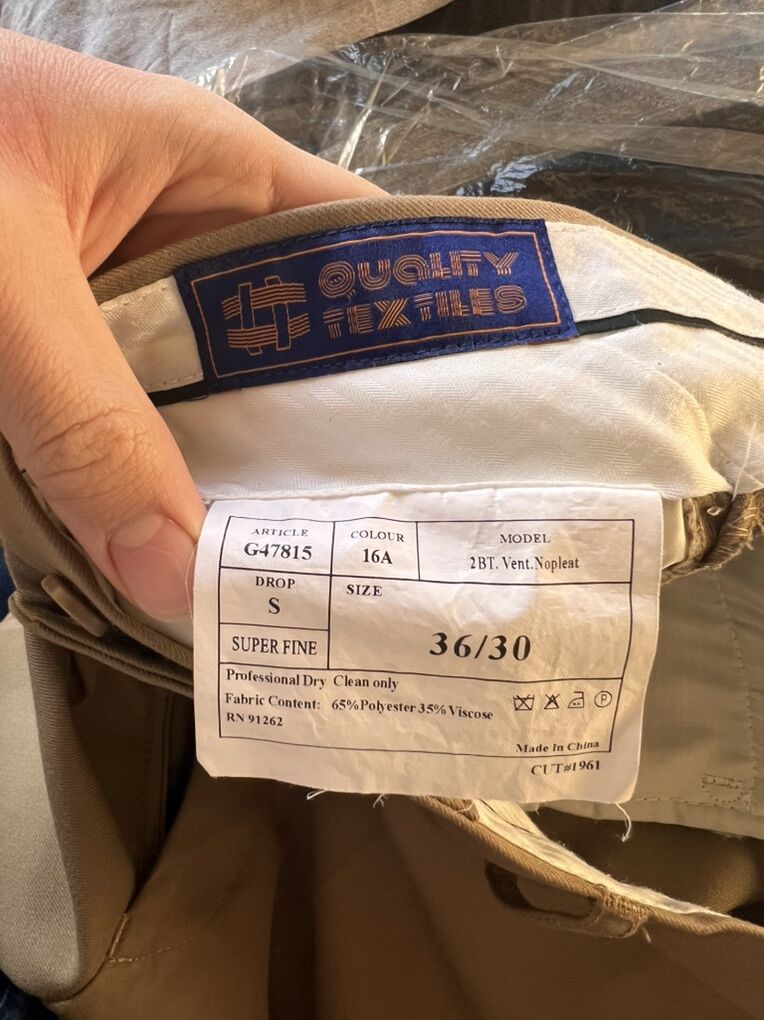 QUALITY
TEXTILES
ARTICLE
G47815
COLOUR
16A
MODEL
2BT. Vent.Nopleat
DROP
S
SIZE
36/30
SUPER FINE
Professional Dry Clean only
Fabric Content: 65%Polyester 35% Viscose
RN 91262
P
Made In China
CUT#1961